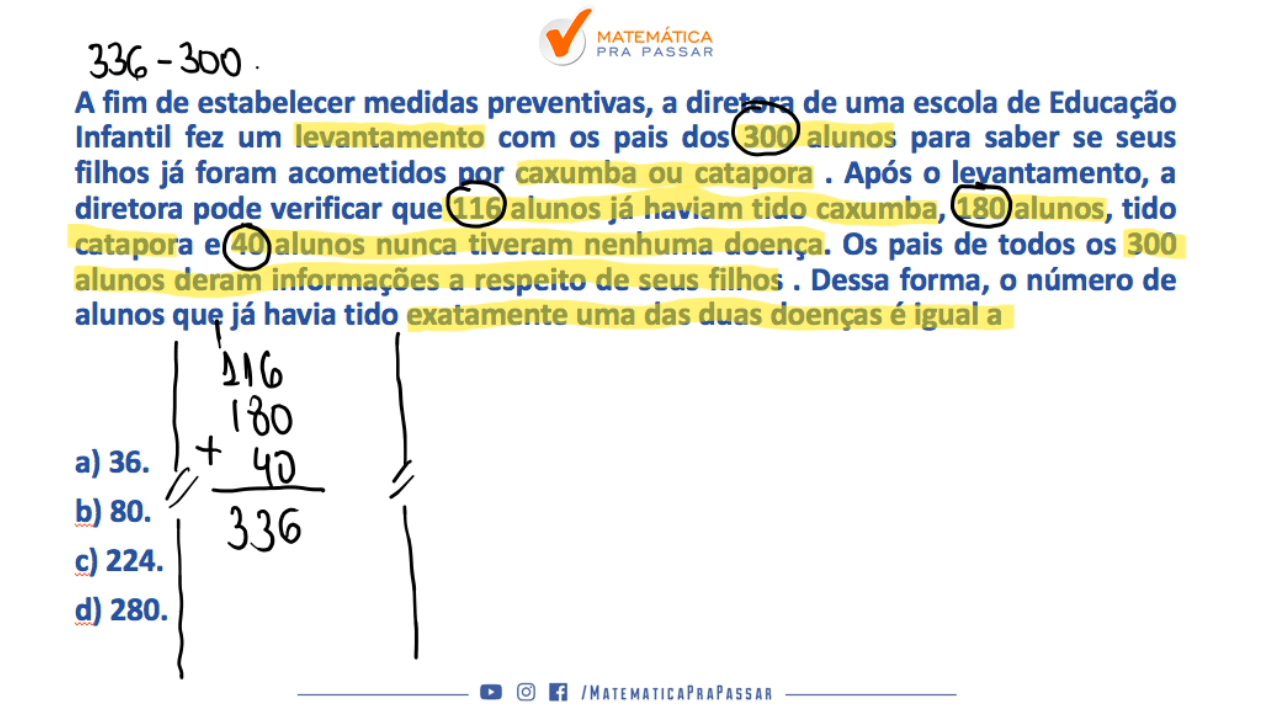 MATEMÁTICA
PRA PASSAR
336 - 300.
A fim de estabelecer medidas preventivas, a diretora de uma escola de Educação
Infantil fez um levantamento com os pais dos 300 alunos para saber se seus
filhos já foram acometidos por caxumba ou catapora . Após o levantamento, a
diretora pode verificar que 116 alunos já haviam tido caxumba, 180 alunos, tido
catapora e 40 alunos nunca tiveram nenhuma doença. Os pais de todos os 300
alunos deram informações a respeito de seus filhos . Dessa forma, o número de
alunos que já havia tido exatamente uma das duas doenças é igual a
1
116
180
+ 40
336
a) 36.
b) 80.
c) 224.
d) 280.
/MATEMATICAPRAPASSAR